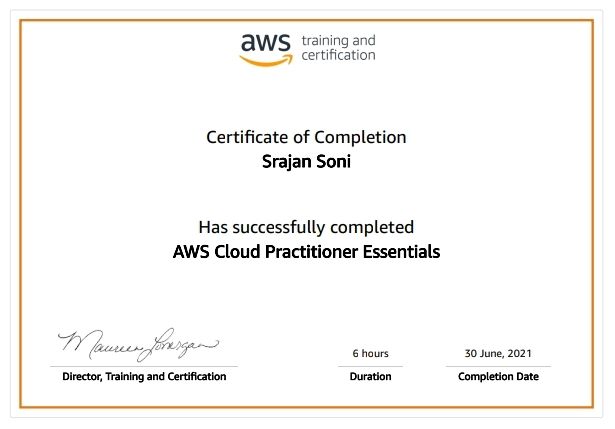 aws training and
certification
Certificate of Completion
Srajan Soni
Has successfully completed
AWS Cloud Practitioner Essentials
Maureen Lonergan
6 hours
30 June, 2021
Director, Training and Certification
Duration
Completion Date